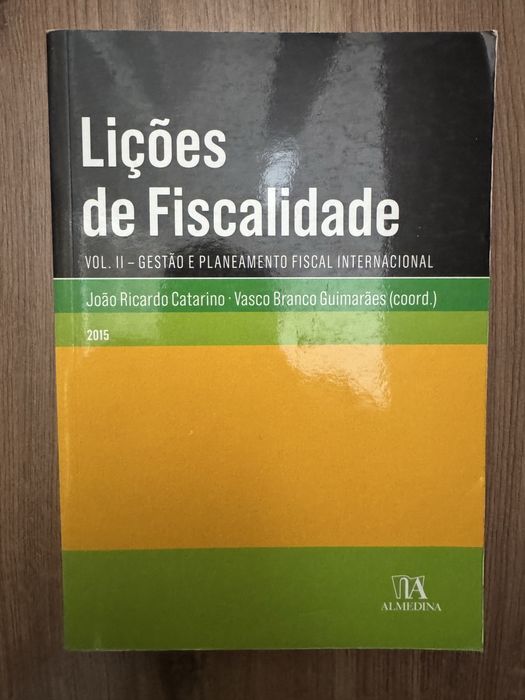 Lições
de Fiscalidade
VOL. II – GESTÃO E PLANEAMENTO FISCAL INTERNACIONAL
João Ricardo Catarino · Vasco Branco Guimarães (coord.)
2015
ALMEDINA